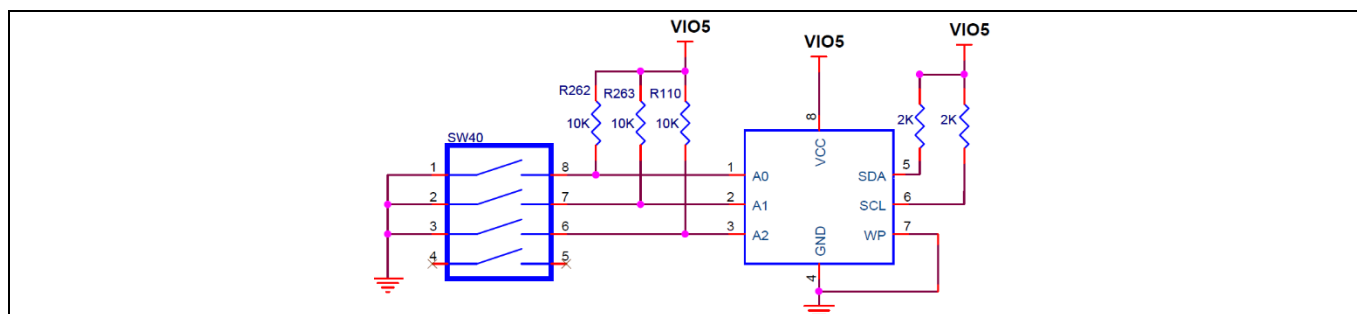 VIO5
VIO5
VIO5
R262
R263
R110
10K
10K
10K
2K
2K
SW40
8
VCC
1
8
1
A0
SDA
5
2
7
2
A1
SCL
6
3
6
3
A2
GND
WP
7
4
5
4